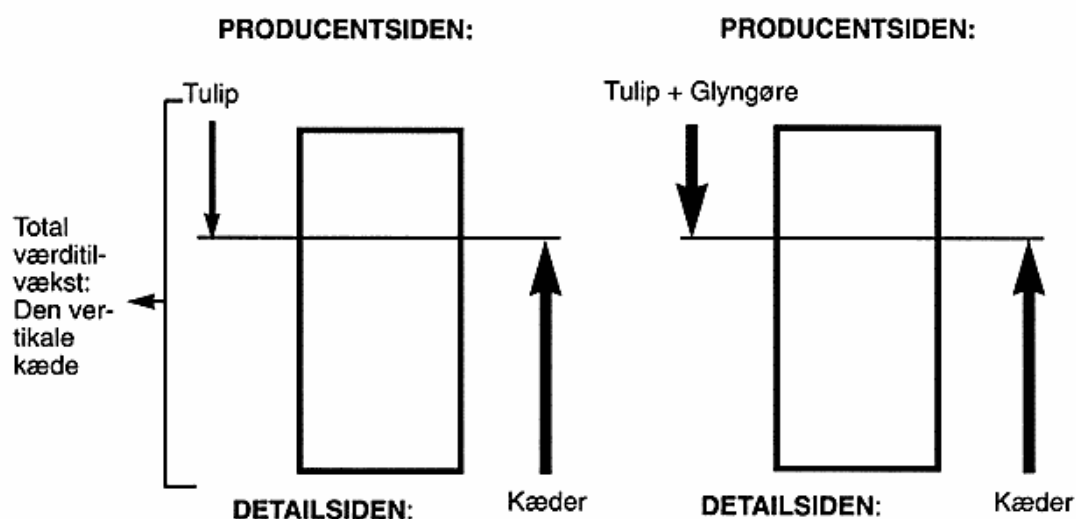 PRODUCENTSIDEN:
PRODUCENTSIDEN:
Tulip
Tulip + Glyngøre
Total
værditil-
vækst:
Den ver-
tikale
kæde
Kæder
Kæder
DETAILSIDEN:
DETAILSIDEN: